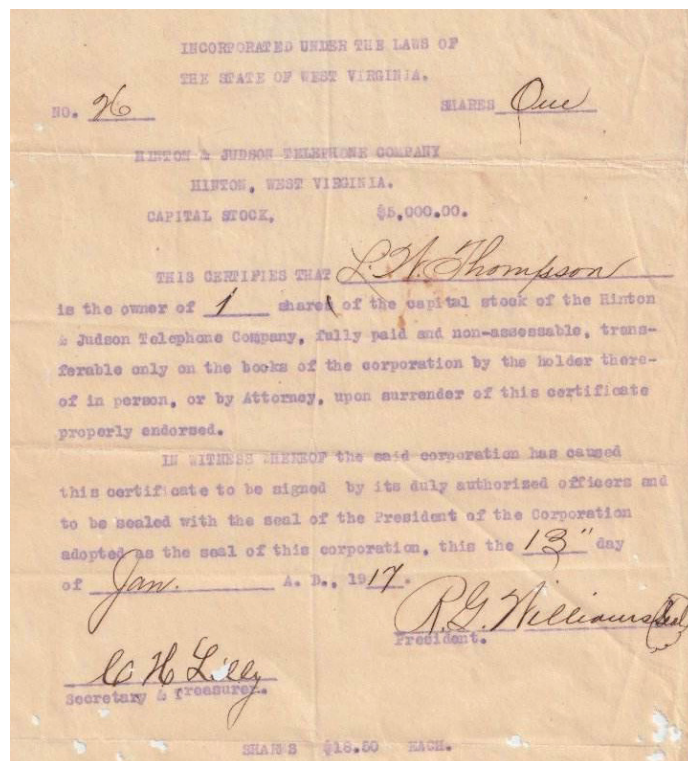 INCORPORATED UNDER THE LAWS OF
THE STATE OF WEST VIRGINIA.
NO. 26 SHARES One
HINTON & JUDSON TELEPHONE COMPANY
HINTON, WEST VIRGINIA.
CAPITAL STOCK, $5,000.00.
THIS CERTIFIES THAT L. W. Thompson
is the owner of 1 share of the capital stock of the Hinton
& Judson Telephone Company, fully paid and non-assessable, trans-
ferable only on the books of the corporation by the holder there-
of in person, or by Attorney, upon surrender of this certificate
properly endorsed.
IN WITNESS WHEREOF the said corporation has caused
this certificate to be signed by its duly authorized officers and
to be sealed with the seal of the President of the Corporation
adopted as the seal of this corporation, this the 13" day
of Jan. A. D., 1917.
R. G. Williams (Seal)
President.
C H Lilly
Secretary & Treasurer.
SHARES $18.50 EACH.